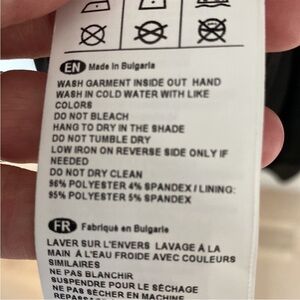 EN Made in Bulgaria
WASH GARMENT INSIDE OUT HAND
WASH IN COLD WATER WITH LIKE
COLORS
DO NOT BLEACH
HANG TO DRY IN THE SHADE
DO NOT TUMBLE DRY
LOW IRON ON REVERSE SIDE ONLY IF
NEEDED
DO NOT DRY CLEAN
96% POLYESTER 4% SPANDEX / LINING:
95% POLYESTER 5% SPANDEX
FR Fabriqué en Bulgarie
LAVER SUR L'ENVERS LAVAGE À LA
MAIN À L'EAU FROIDE AVEC COULEURS
SIMILAIRES
NE PAS BLANCHIR
SUSPENDRE POUR LE SÉCHAGE
NE PAS SÉCHER EN MACHINE